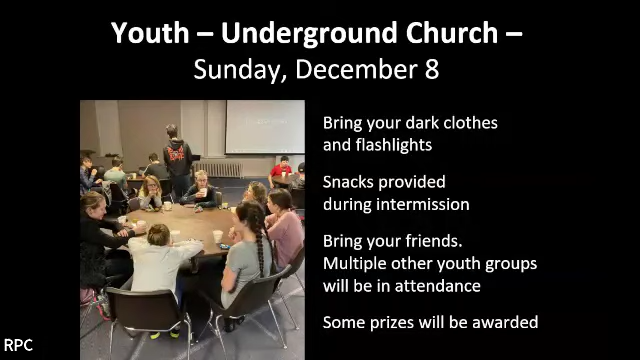 Youth – Underground Church –
Sunday, December 8
Bring your dark clothes
and flashlights
Snacks provided
during intermission
Bring your friends.
Multiple other youth groups
will be in attendance
Some prizes will be awarded
RPC